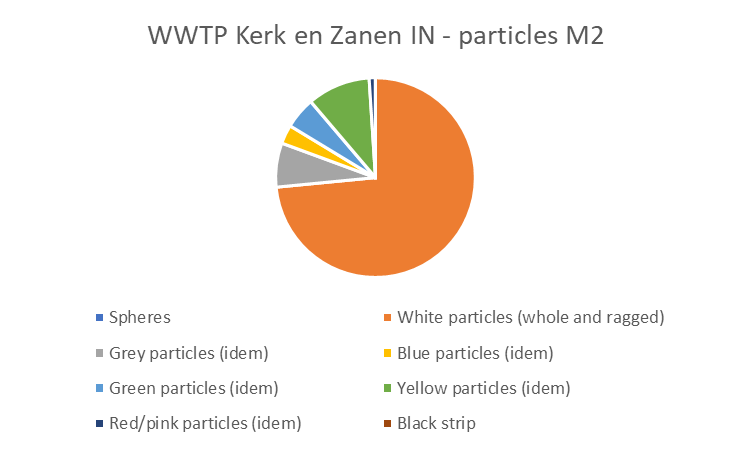 WWTP Kerk en Zanen IN - particles M2
Spheres
White particles (whole and ragged)
Grey particles (idem)
Blue particles (idem)
Green particles (idem)
Yellow particles (idem)
Red/pink particles (idem)
Black strip